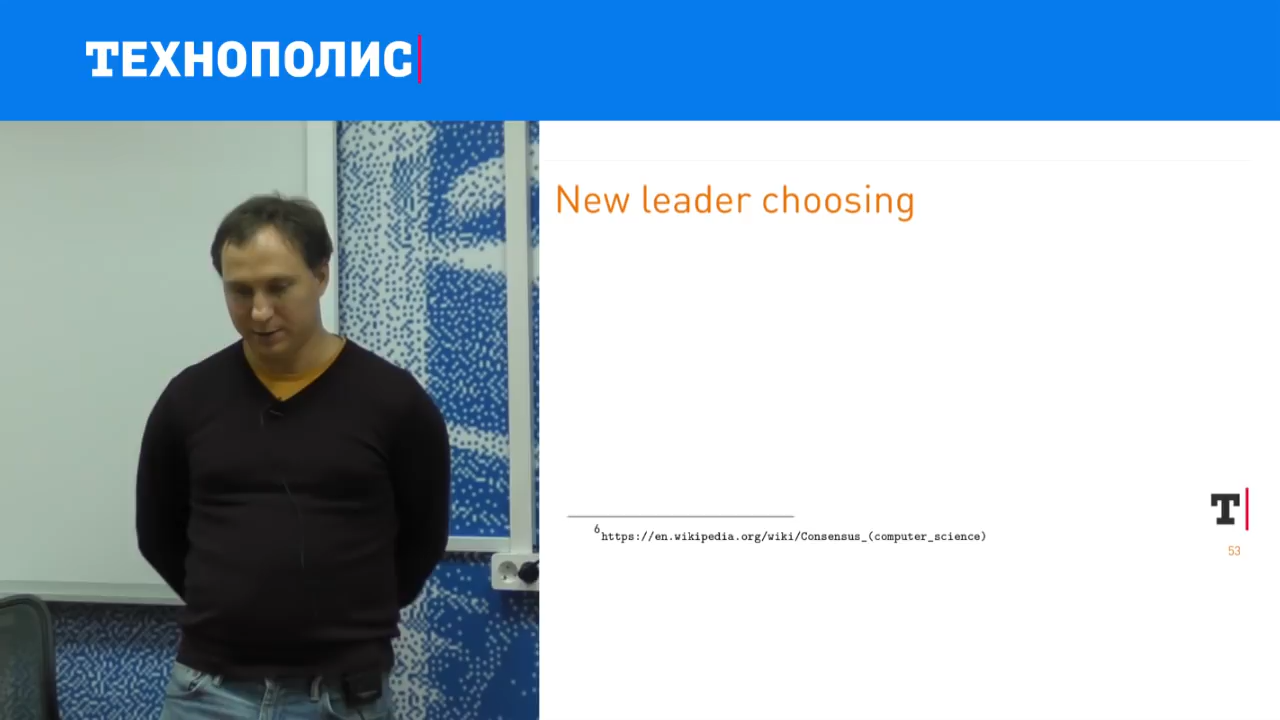 ТЕХНОПОЛИС
New leader choosing
6https://en.wikipedia.org/wiki/Consensus_(computer_science)
T
53